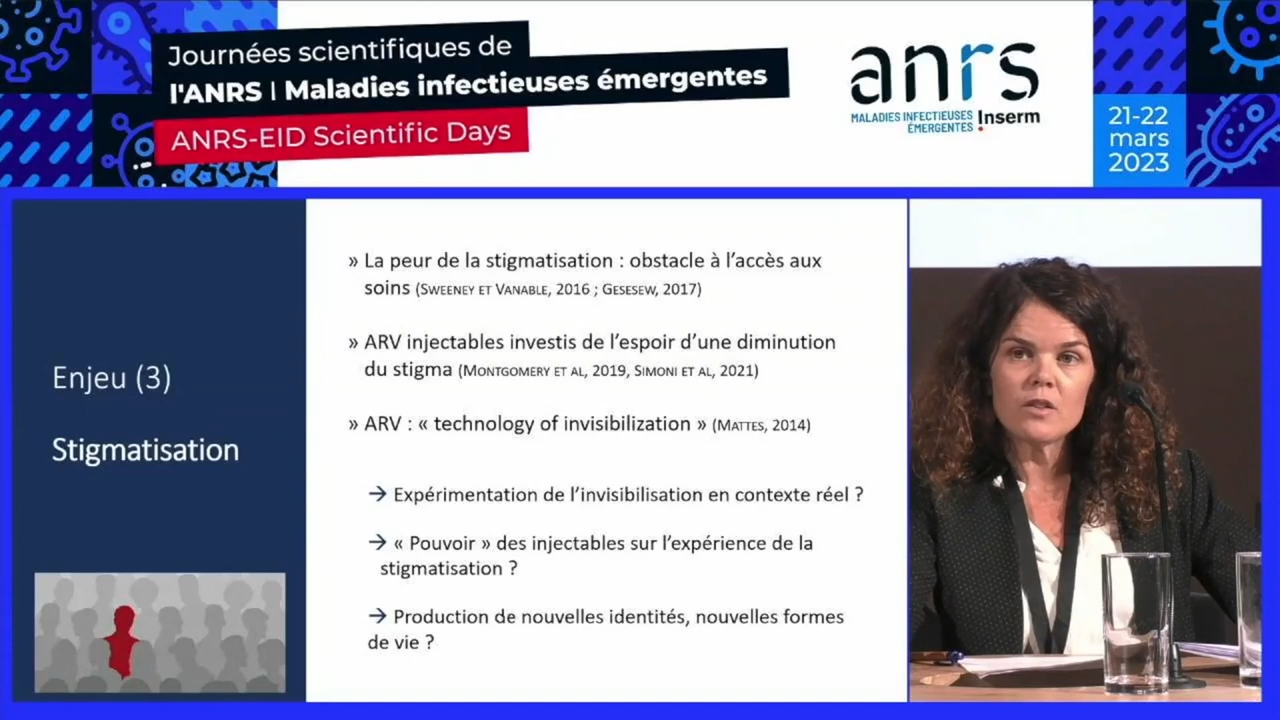 Journées scientifiques de
l'ANRS | Maladies infectieuses émergentes
ANRS-EID Scientific Days
anrs
MALADIES INFECTIEUSES
ÉMERGENTES Inserm
21-22
mars
2023
Enjeu (3)
Stigmatisation
» La peur de la stigmatisation : obstacle à l'accès aux
soins (SWEENEY ET VANABLE, 2016 ; GESESEW, 2017)
» ARV injectables investis de l'espoir d'une diminution
du stigma (MONTGOMERY ET AL, 2019, SIMONI ET AL, 2021)
» ARV : « technology of invisibilization » (MATTES, 2014)
→ Expérimentation de l'invisibilisation en contexte réel ?
→ « Pouvoir » des injectables sur l'expérience de la
stigmatisation ?
→ Production de nouvelles identités, nouvelles formes
de vie ?